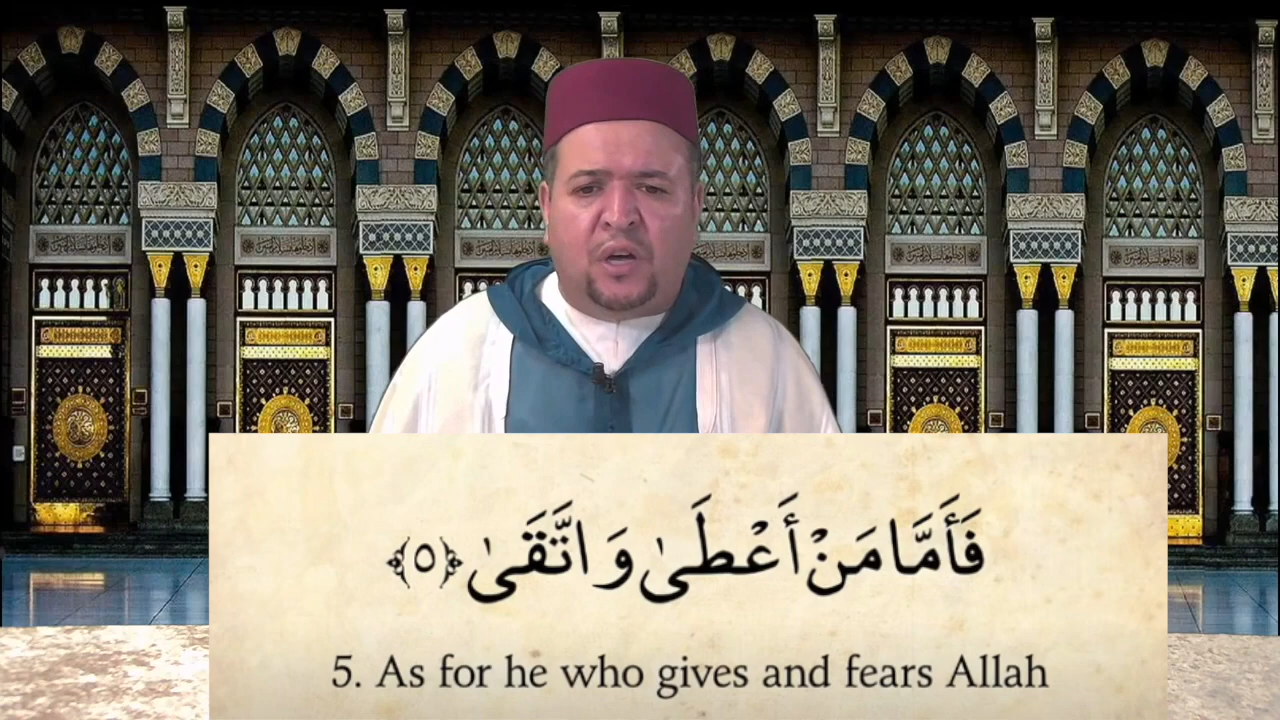 فَأَمَّا مَنْ أَعْطَىٰ وَاتَّقَىٰ ﴿٥﴾
5. As for he who gives and fears Allah